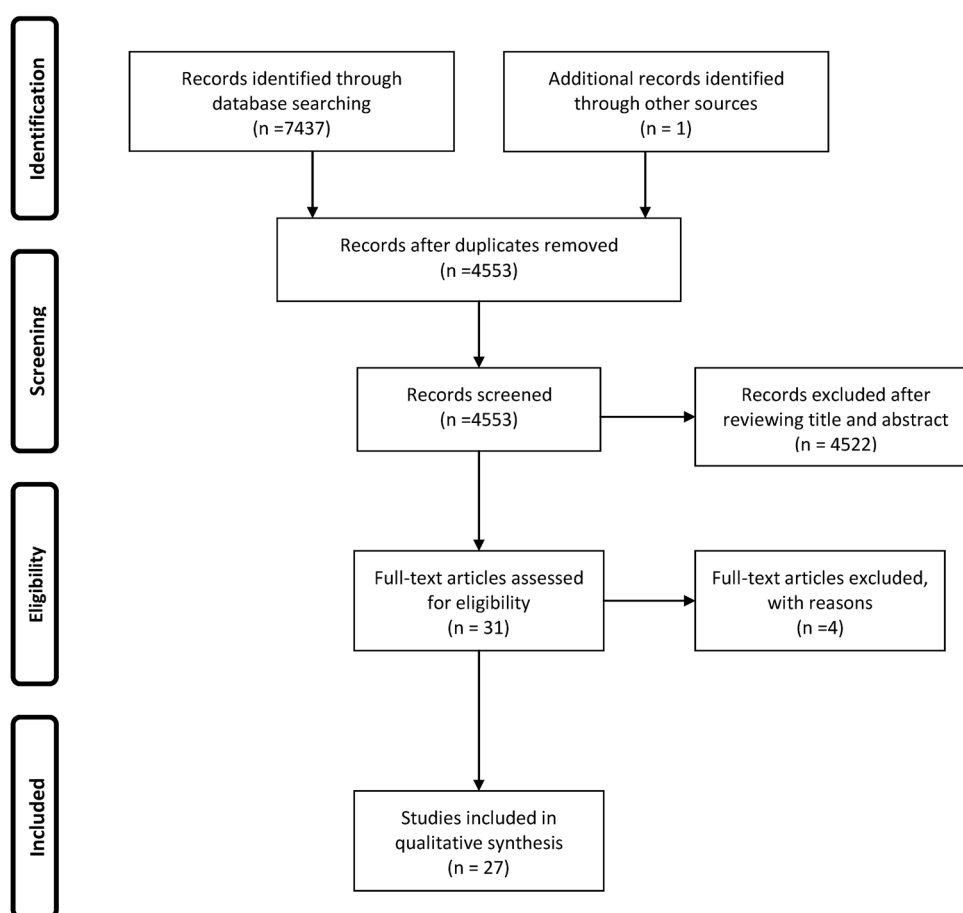 Identification
Records identified through
database searching
(n =7437)
Additional records identified
through other sources
(n = 1)
Records after duplicates removed
(n =4553)
Screening
Records screened
(n =4553)
Records excluded after
reviewing title and abstract
(n = 4522)
Eligibility
Full-text articles assessed
for eligibility
(n = 31)
Full-text articles excluded,
with reasons
(n =4)
Included
Studies included in
qualitative synthesis
(n = 27)